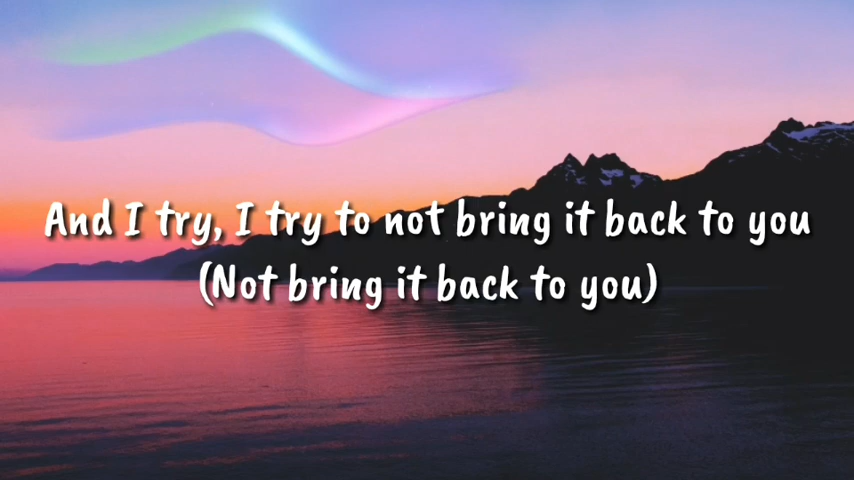 And I try, I try to not bring it back to you
(Not bring it back to you)